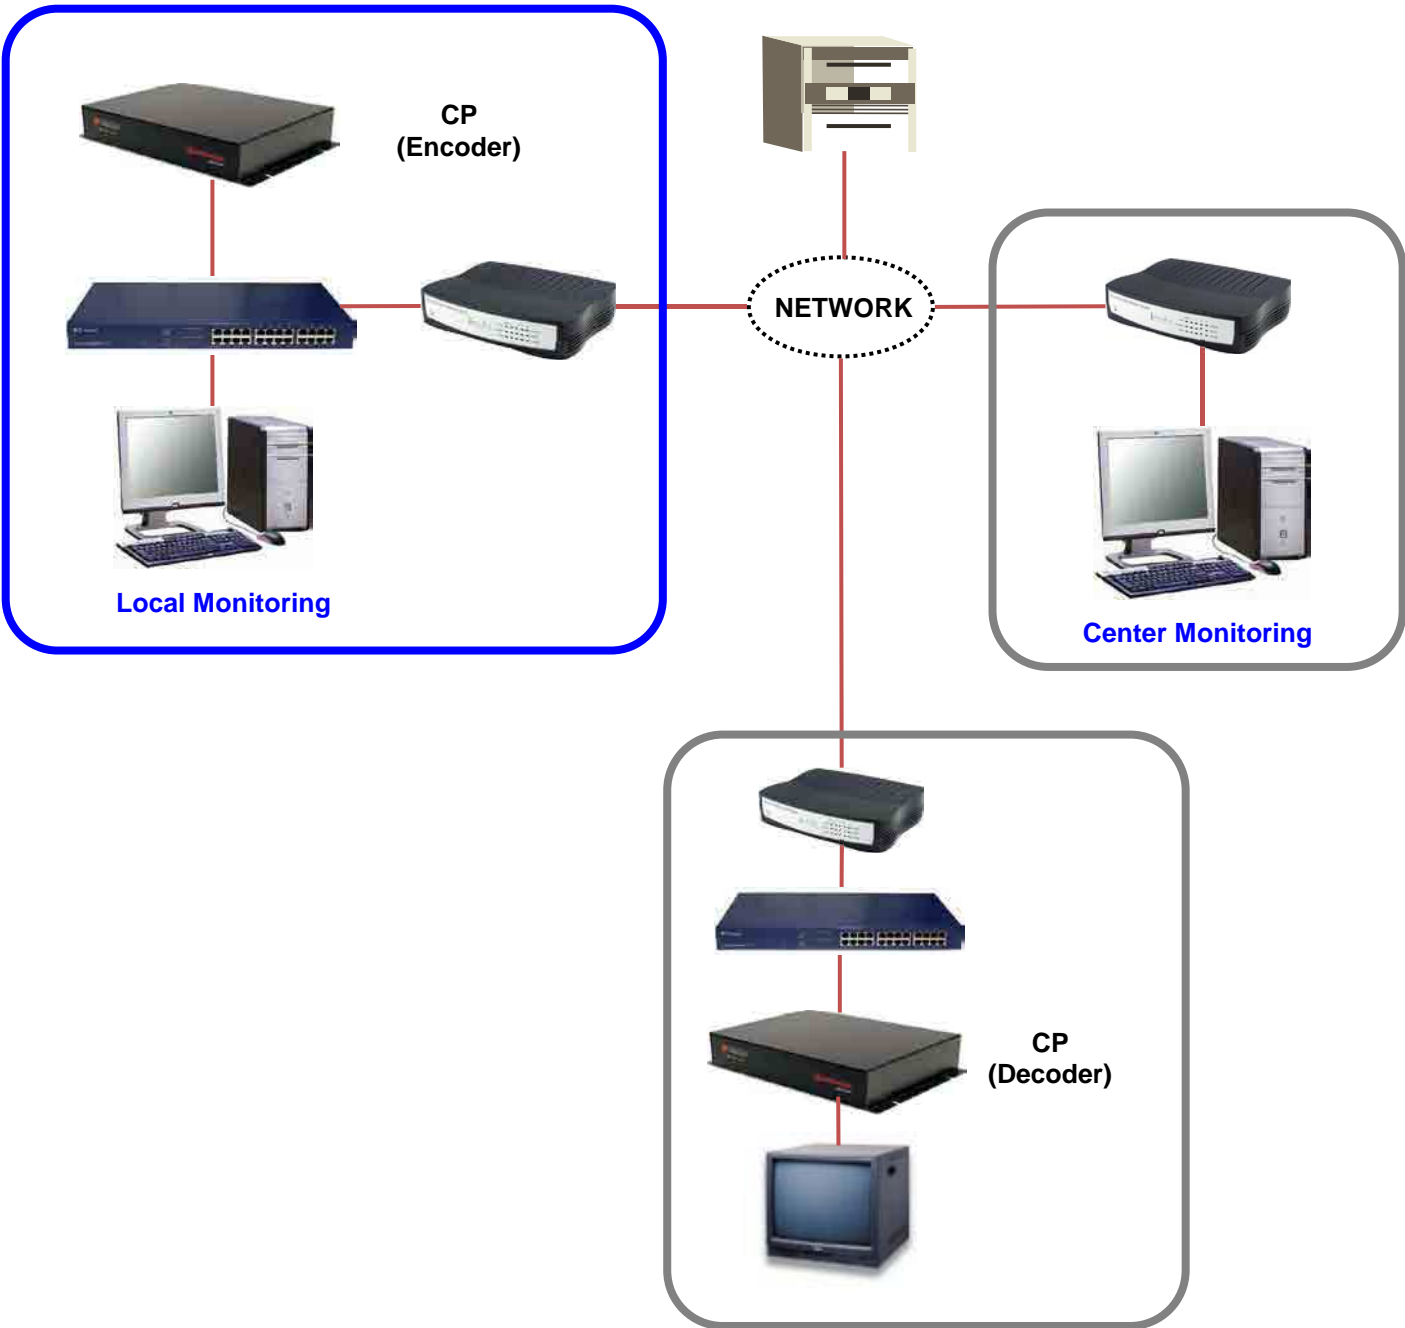 CP
(Encoder)
NETWORK
Local Monitoring
Center Monitoring
CP
(Decoder)